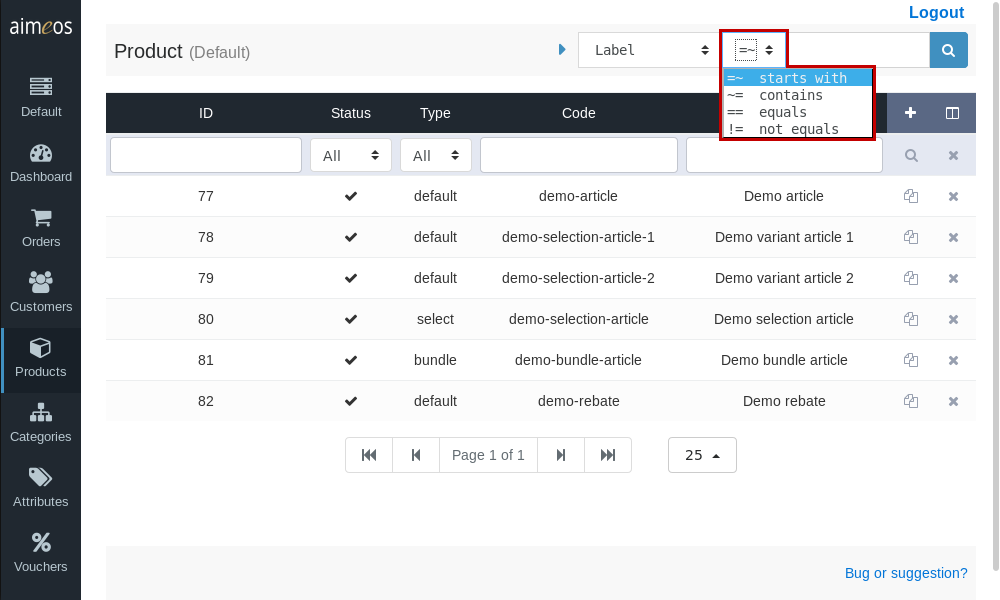 aimeos
Logout
Product (Default)
Label
=~
=~ starts with
~= contains
== equals
!= not equals
Default
Dashboard
Orders
Customers
Products
Categories
Attributes
Vouchers
ID Status Type Code
All All
77 default demo-article Demo article
78 default demo-selection-article-1 Demo variant article 1
79 default demo-selection-article-2 Demo variant article 2
80 select demo-selection-article Demo selection article
81 bundle demo-bundle-article Demo bundle article
82 default demo-rebate Demo rebate
Page 1 of 1
25
Bug or suggestion?